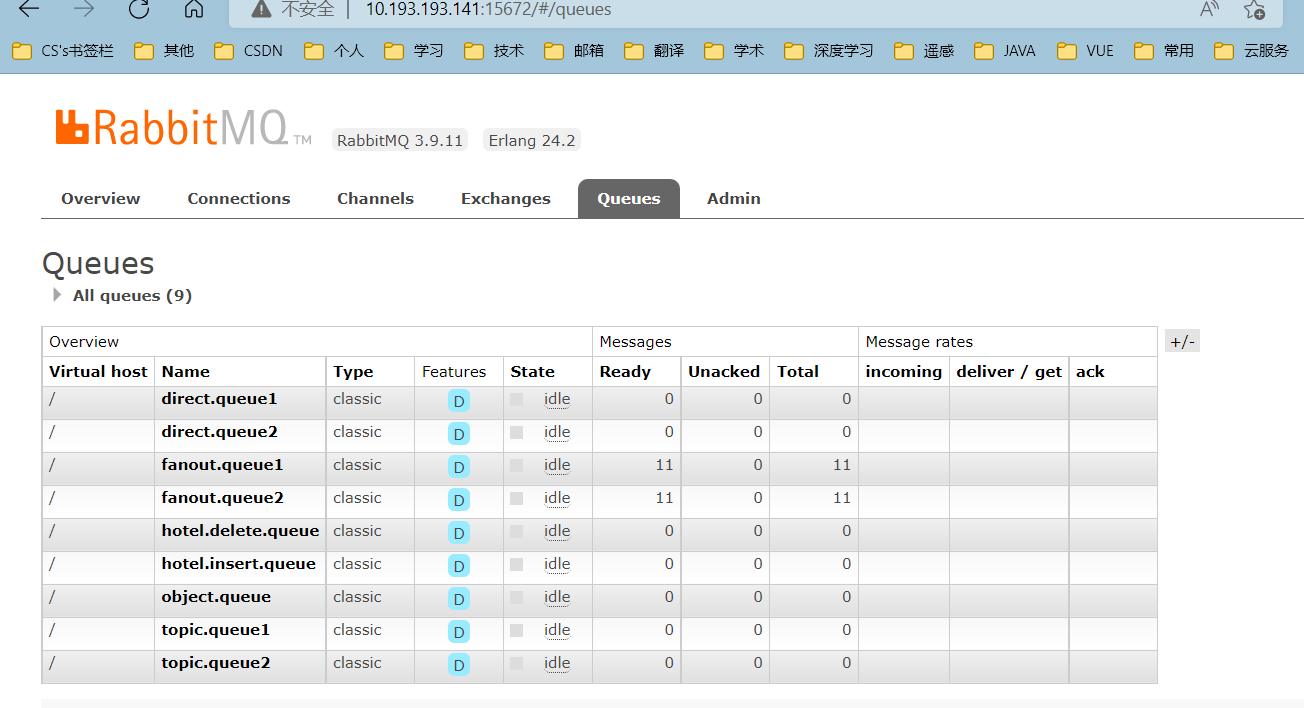 不安全 | 10.193.193.141:15672/#/queues
CS's书签栏 其他 CSDN 个人 学习 技术 邮箱 翻译 学术 深度学习 遥感 JAVA VUE 常用 云服务
RabbitMQ TM RabbitMQ 3.9.11 Erlang 24.2
Overview Connections Channels Exchanges Queues Admin
Queues
All queues (9)
Overview Messages Message rates +/-
Virtual host Name Type Features State Ready Unacked Total incoming deliver / get ack
/ direct.queue1 classic D idle 0 0 0
/ direct.queue2 classic D idle 0 0 0
/ fanout.queue1 classic D idle 11 0 11
/ fanout.queue2 classic D idle 11 0 11
/ hotel.delete.queue classic D idle 0 0 0
/ hotel.insert.queue classic D idle 0 0 0
/ object.queue classic D idle 0 0 0
/ topic.queue1 classic D idle 0 0 0
/ topic.queue2 classic D idle 0 0 0